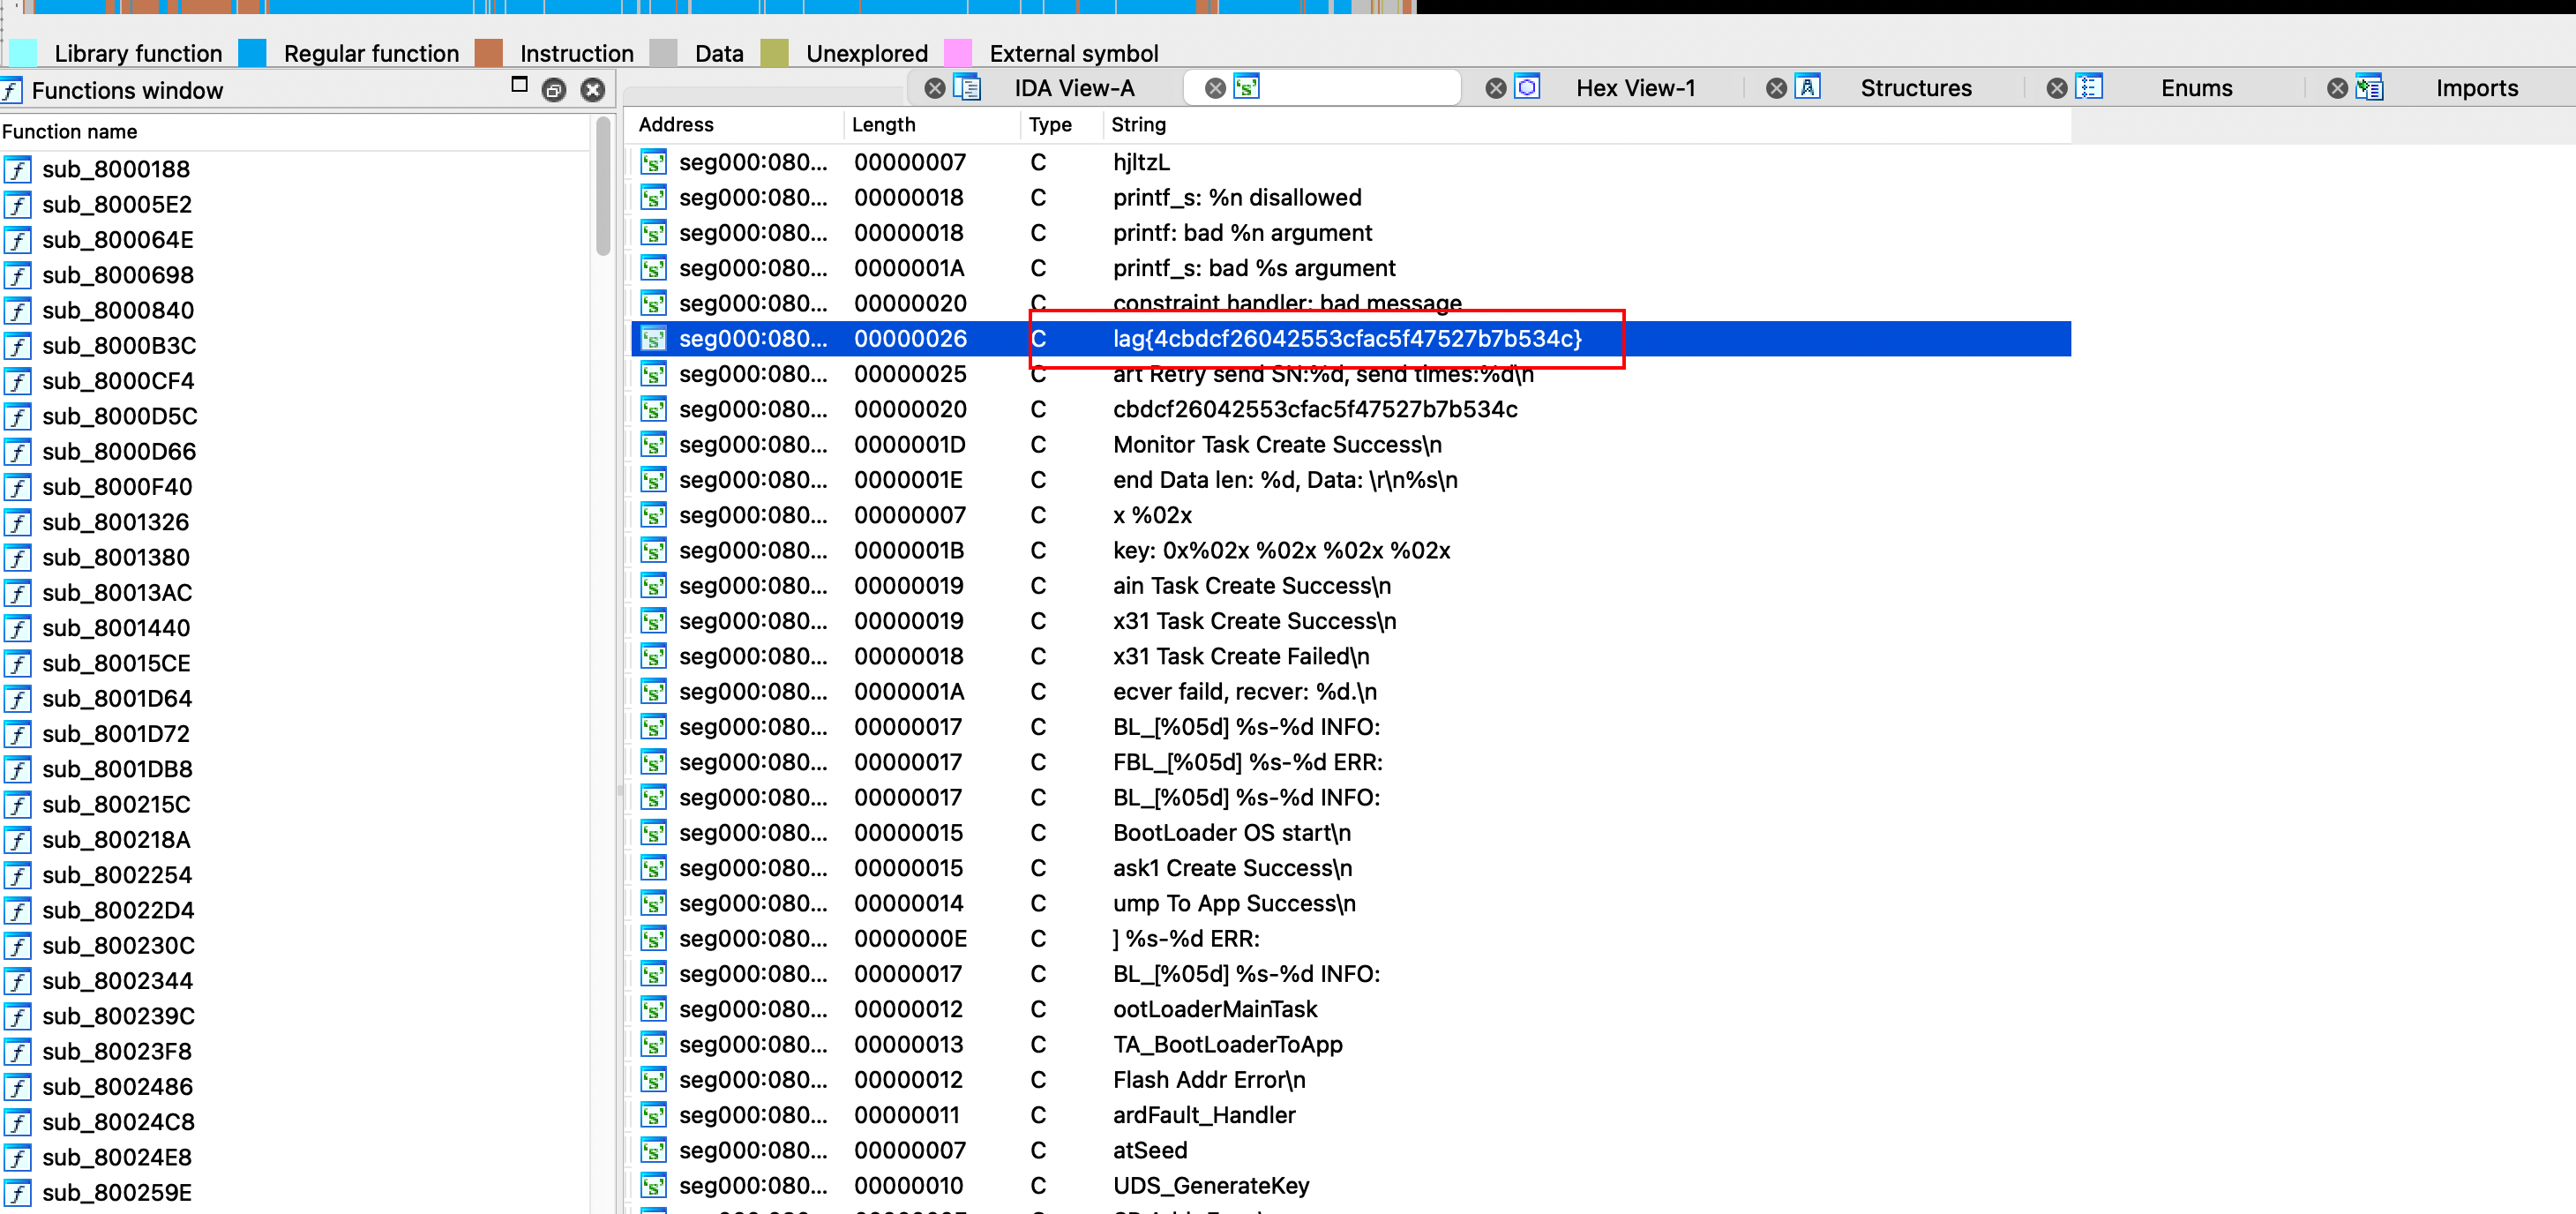 Library function Regular function Instruction Data Unexplored External symbol
Functions window
IDA View-A Hex View-1 Structures Enums Imports
Function name
sub_8000188
sub_80005E2
sub_800064E
sub_8000698
sub_8000840
sub_8000B3C
sub_8000CF4
sub_8000D5C
sub_8000D66
sub_8000F40
sub_8001326
sub_8001380
sub_80013AC
sub_8001440
sub_80015CE
sub_8001D64
sub_8001D72
sub_8001DB8
sub_800215C
sub_800218A
sub_8002254
sub_80022D4
sub_800230C
sub_8002344
sub_800239C
sub_80023F8
sub_8002486
sub_80024C8
sub_80024E8
sub_800259E
Address Length Type String
seg000:080... 00000007 C hjltzL
seg000:080... 00000018 C printf_s: %n disallowed
seg000:080... 00000018 C printf: bad %n argument
seg000:080... 0000001A C printf_s: bad %s argument
seg000:080... 00000020 C constraint handler: bad message
seg000:080... 00000026 C lag{4cbdcf26042553cfac5f47527b7b534c}
seg000:080... 00000025 C art Retry send SN:%d, send times:%d\n
seg000:080... 00000020 C cbdcf26042553cfac5f47527b7b534c
seg000:080... 0000001D C Monitor Task Create Success\n
seg000:080... 0000001E C end Data len: %d, Data: \r\n%s\n
seg000:080... 00000007 C x %02x
seg000:080... 0000001B C key: 0x%02x %02x %02x %02x
seg000:080... 00000019 C ain Task Create Success\n
seg000:080... 00000019 C x31 Task Create Success\n
seg000:080... 00000018 C x31 Task Create Failed\n
seg000:080... 0000001A C ecver faild, recver: %d.\n
seg000:080... 00000017 C BL_[%05d] %s-%d INFO:
seg000:080... 00000017 C FBL_[%05d] %s-%d ERR:
seg000:080... 00000017 C BL_[%05d] %s-%d INFO:
seg000:080... 00000015 C BootLoader OS start\n
seg000:080... 00000015 C ask1 Create Success\n
seg000:080... 00000014 C ump To App Success\n
seg000:080... 0000000E C ] %s-%d ERR:
seg000:080... 00000017 C BL_[%05d] %s-%d INFO:
seg000:080... 00000012 C ootLoaderMainTask
seg000:080... 00000013 C TA_BootLoaderToApp
seg000:080... 00000012 C Flash Addr Error\n
seg000:080... 00000011 C ardFault_Handler
seg000:080... 00000007 C atSeed
seg000:080... 00000010 C UDS_GenerateKey